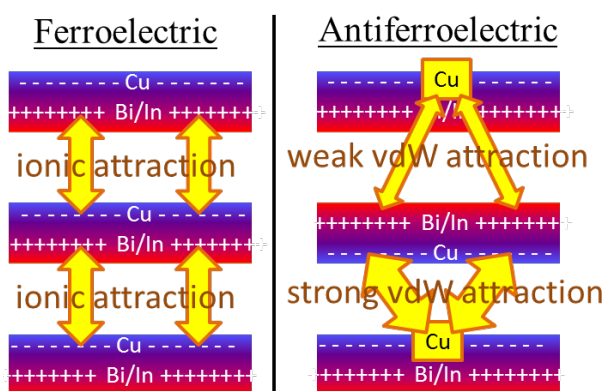 Ferroelectric
- - - - - - - - Cu - - - - - - - -
++++++++ Bi/In ++++++++
ionic attraction
- - - - - - - - Cu - - - - - - - -
++++++++ Bi/In ++++++++
ionic attraction
- - - - - - - - Cu - - - - - - - -
++++++++ Bi/In ++++++++
Antiferroelectric
- - - - - - - - Cu - - - - - - - -
++++++++ /In ++++++++
weak vdW attraction
++++++++ Bi/In ++++++++
- - - - - - - - Cu - - - - - - - -
strong vdW attraction
- - - - - - - - Cu - - - - - - - -
++++++++ Bi/In ++++++++